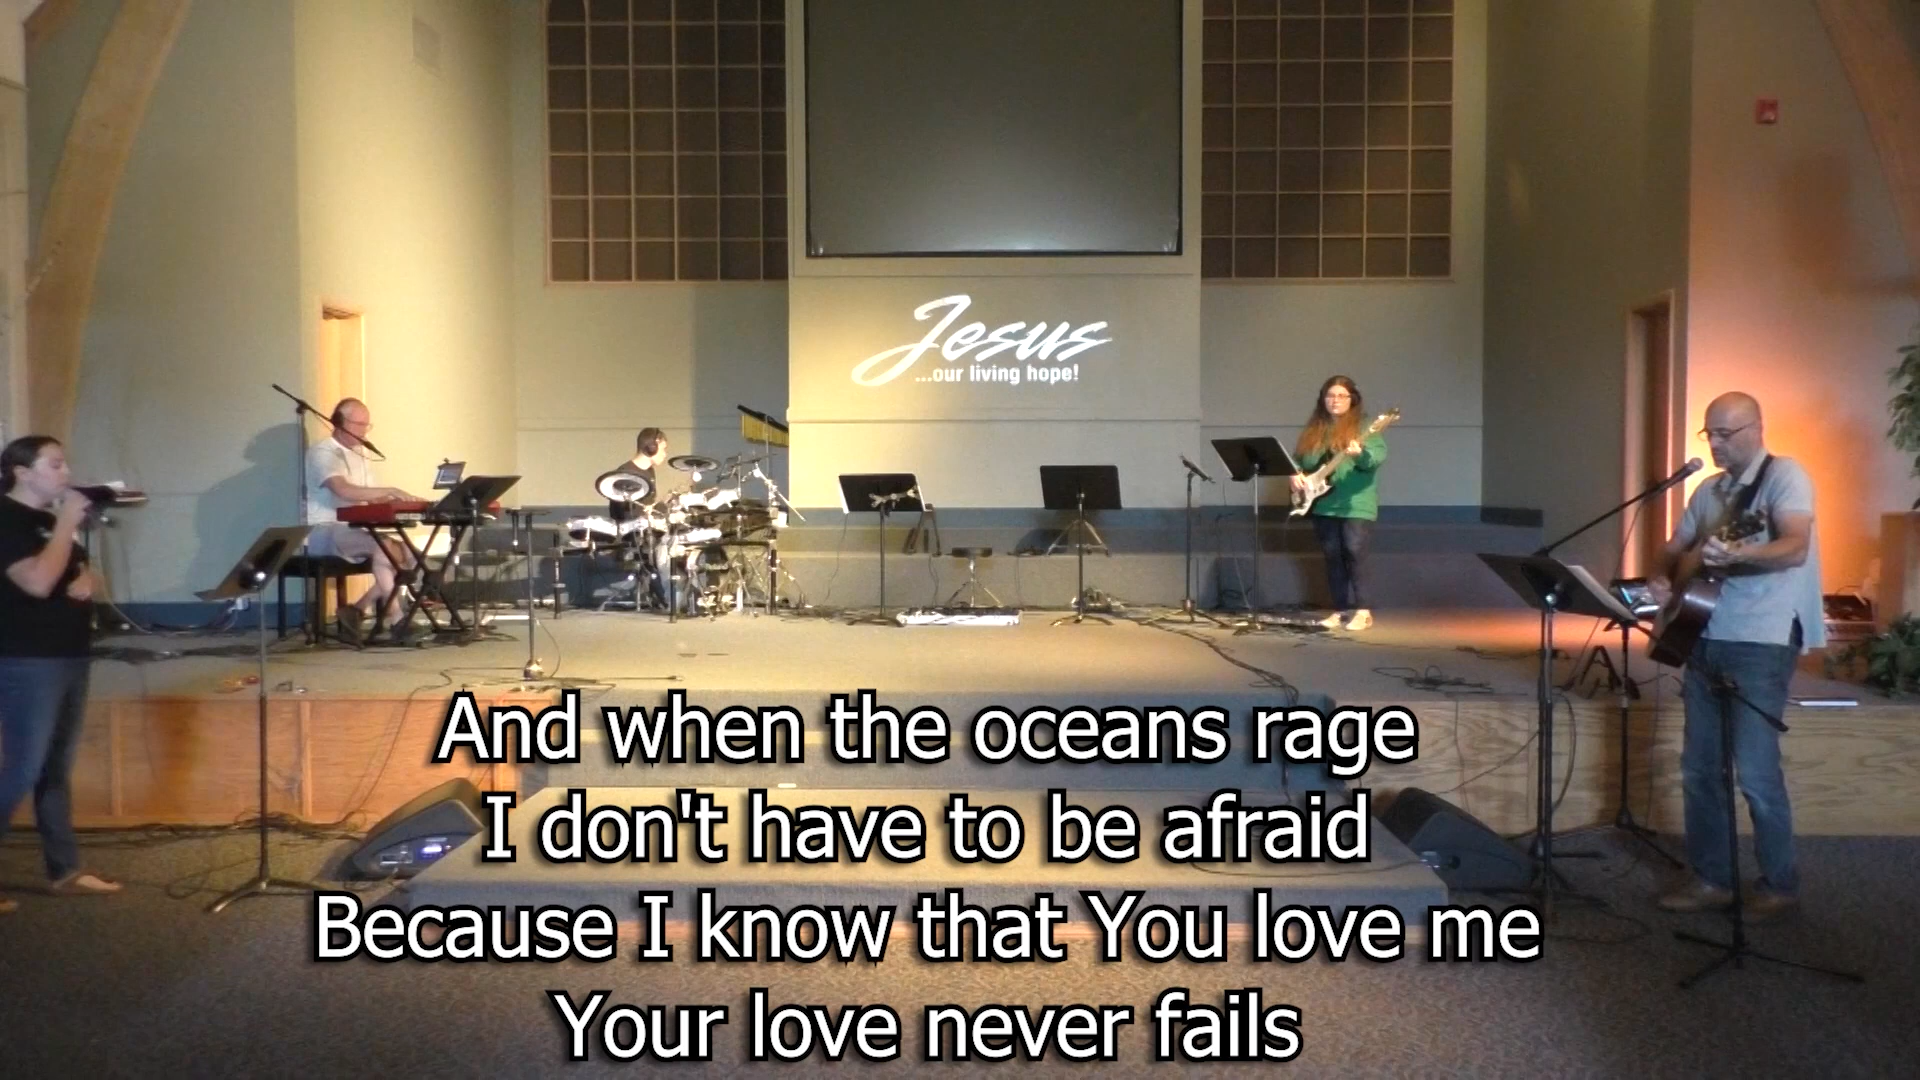 Jesus
...our living hope!
And when the oceans rage
I don't have to be afraid
Because I know that You love me
Your love never fails